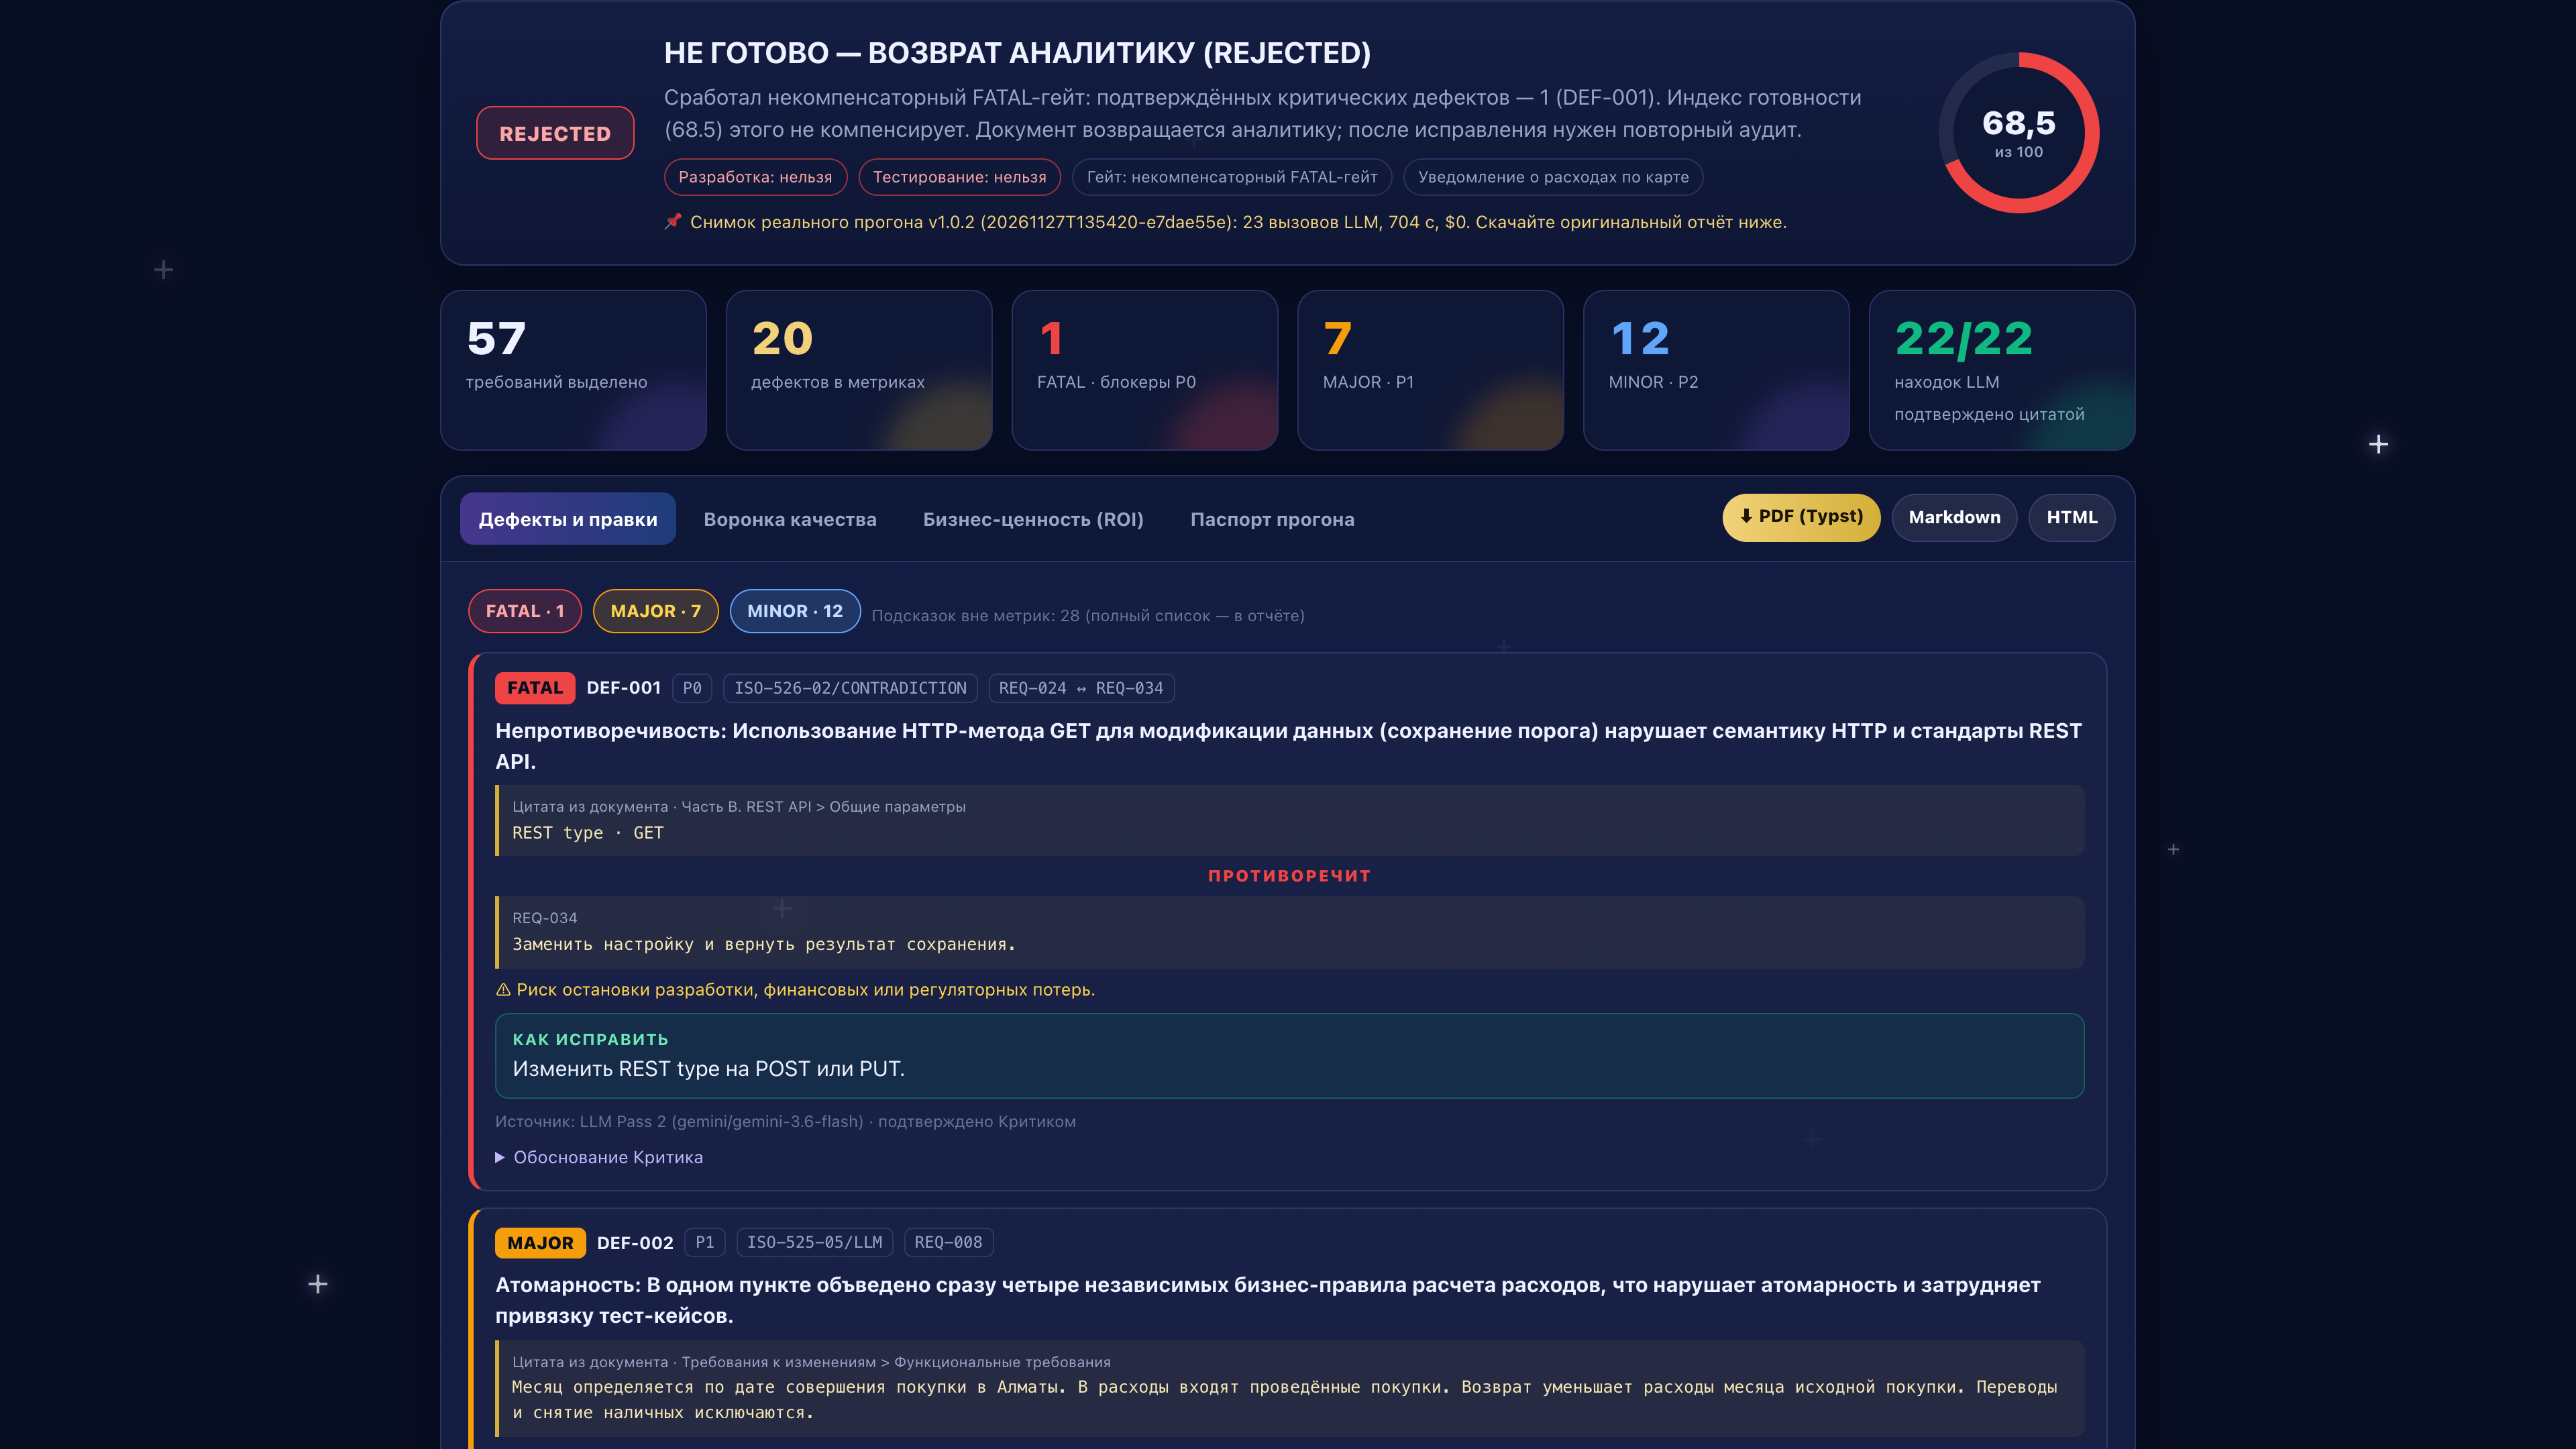 НЕ ГОТОВО — ВОЗВРАТ АНАЛИТИКУ (REJECTED)
REJECTED
Сработал некомпенсаторный FATAL-гейт: подтверждённых критических дефектов — 1 (DEF-001). Индекс готовности
(68.5) этого не компенсирует. Документ возвращается аналитику; после исправления нужен повторный аудит.
Разработка: нельзя
Тестирование: нельзя
Гейт: некомпенсаторный FATAL-гейт
Уведомление о расходах по карте
📌 Снимок реального прогона v1.0.2 (20261127T135420-e7dae55e): 23 вызовов LLM, 704 с, $0. Скачайте оригинальный отчёт ниже.
68,5
из 100
57
требований выделено
20
дефектов в метриках
1
FATAL · блокеры P0
7
MAJOR · P1
12
MINOR · P2
22/22
находок LLM
подтверждено цитатой
Дефекты и правки
Воронка качества
Бизнес-ценность (ROI)
Паспорт прогона
⬇ PDF (Typst)
Markdown
HTML
FATAL · 1
MAJOR · 7
MINOR · 12
Подсказок вне метрик: 28 (полный список — в отчёте)
FATAL DEF-001 P0 ISO-526-02/CONTRADICTION REQ-024 ↔ REQ-034
Непротиворечивость: Использование HTTP-метода GET для модификации данных (сохранение порога) нарушает семантику HTTP и стандарты REST
API.
Цитата из документа · Часть B. REST API > Общие параметры
REST type · GET
ПРОТИВОРЕЧИТ
REQ-034
Заменить настройку и вернуть результат сохранения.
⚠ Риск остановки разработки, финансовых или регуляторных потерь.
КАК ИСПРАВИТЬ
Изменить REST type на POST или PUT.
Источник: LLM Pass 2 (gemini/gemini-3.6-flash) · подтверждено Критиком
▶ Обоснование Критика
MAJOR DEF-002 P1 ISO-525-05/LLM REQ-008
Атомарность: В одном пункте объведено сразу четыре независимых бизнес-правила расчета расходов, что нарушает атомарность и затрудняет
привязку тест-кейсов.
Цитата из документа · Требования к изменениям > Функциональные требования
Месяц определяется по дате совершения покупки в Алматы. В расходы входят проведённые покупки. Возврат уменьшает расходы месяца исходной покупки. Переводы
и снятие наличных исключаются.